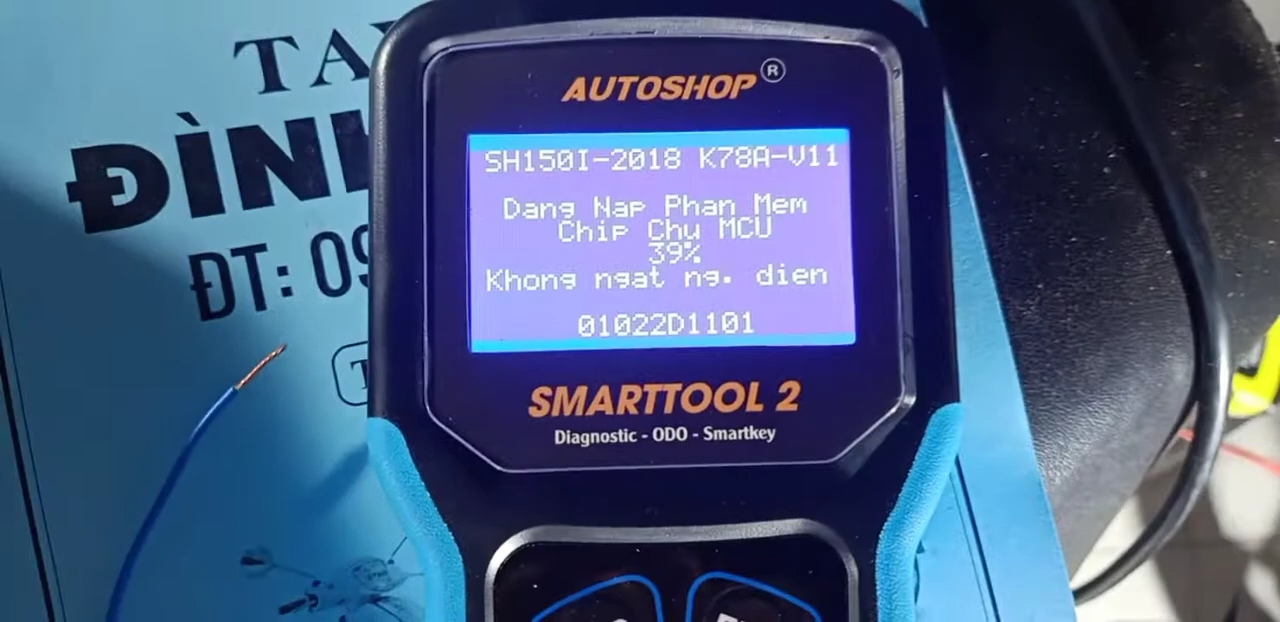 TAY
ĐÌNH
ĐT: 09
AUTOSHOP ®
SH150I-2018 K78A-V11
Dang Nap Phan Mem
Chip Chu MCU
39%
Khong ngat ng. dien
01022D1101
SMARTTOOL 2
Diagnostic - ODO - Smartkey